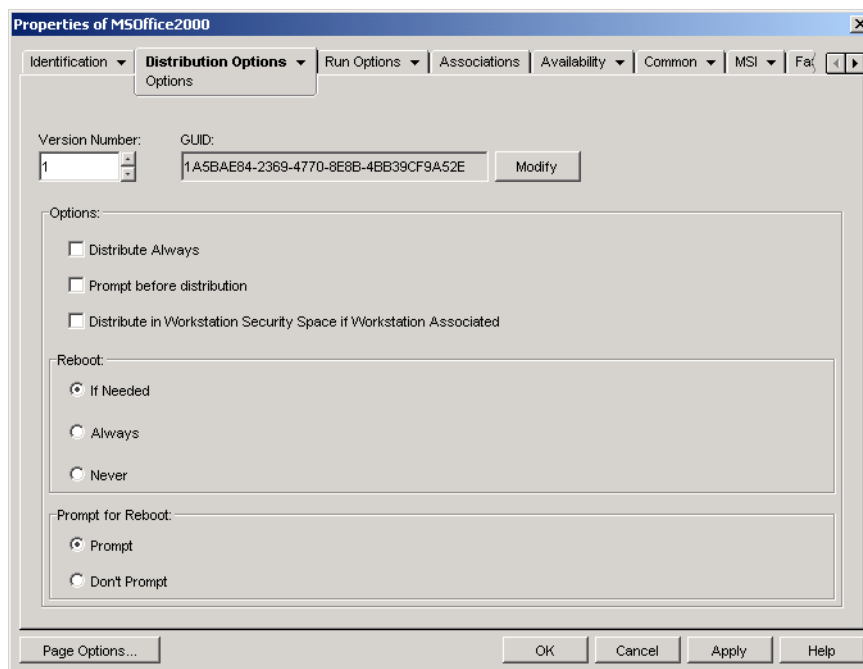 Properties of MSOffice2000
Identification Distribution Options Run Options Associations Availability Common MSI
Options
Version Number: GUID:
1 1A5BAE84-2369-4770-8E8B-4BB39CF9A52E Modify
Options:
Distribute Always
Prompt before distribution
Distribute in Workstation Security Space if Workstation Associated
Reboot:
If Needed
Always
Never
Prompt for Reboot:
Prompt
Don't Prompt
Page Options... OK Cancel Apply Help